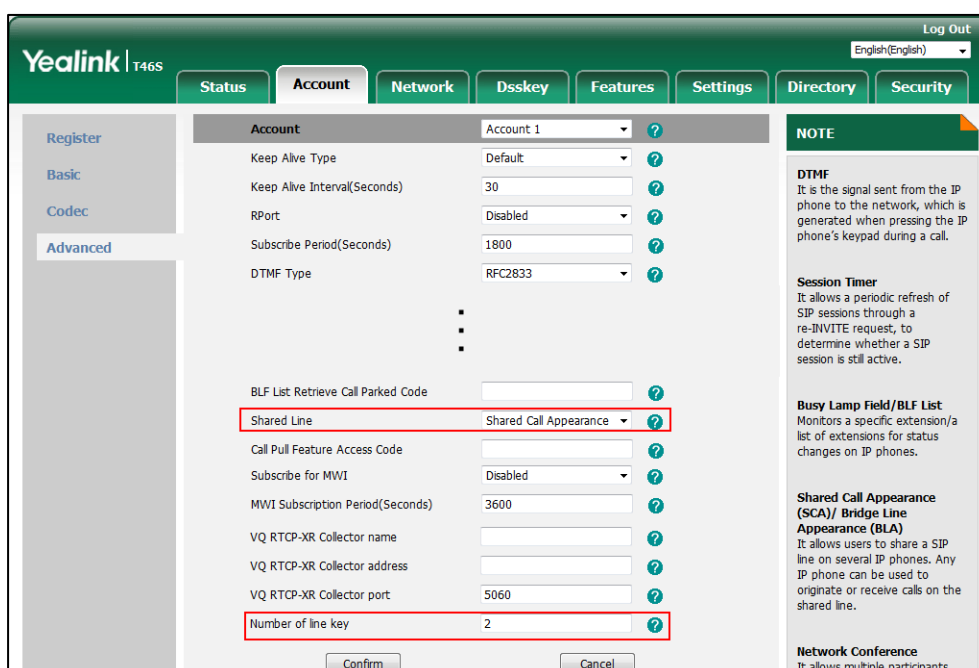 Log Out
Yealink | T46S
English(English)
Status Account Network Dsskey Features Settings Directory Security
Register
Basic
Codec
Advanced
Account Account 1 ?
Keep Alive Type Default ?
Keep Alive Interval(Seconds) 30 ?
RPort Disabled ?
Subscribe Period(Seconds) 1800 ?
DTMF Type RFC2833 ?
BLF List Retrieve Call Parked Code ?
Shared Line Shared Call Appearance ?
Call Pull Feature Access Code ?
Subscribe for MWI Disabled ?
MWI Subscription Period(Seconds) 3600 ?
VQ RTCP-XR Collector name ?
VQ RTCP-XR Collector address ?
VQ RTCP-XR Collector port 5060 ?
Number of line key 2 ?
Confirm Cancel
NOTE
DTMF
It is the signal sent from the IP
phone to the network, which is
generated when pressing the IP
phone's keypad during a call.
Session Timer
It allows a periodic refresh of
SIP sessions through a
re-INVITE request, to
determine whether a SIP
session is still active.
Busy Lamp Field/BLF List
Monitors a specific extension/a
list of extensions for status
changes on IP phones.
Shared Call Appearance
(SCA)/ Bridge Line
Appearance (BLA)
It allows users to share a SIP
line on several IP phones. Any
IP phone can be used to
originate or receive calls on the
shared line.
Network Conference
It allows multiple participants